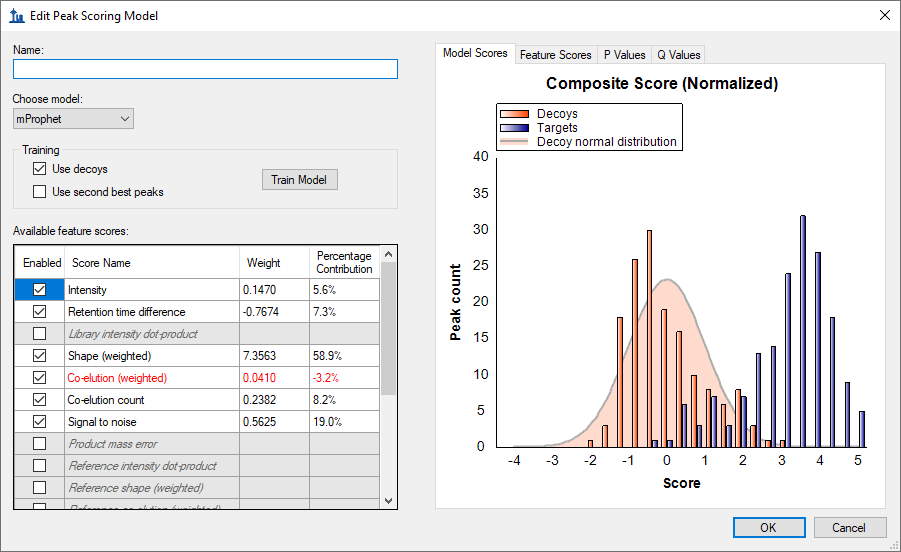 Edit Peak Scoring Model
Name:
Choose model:
mProphet
Training
Use decoys
Use second best peaks
Train Model
Available feature scores:
Enabled Score Name Weight Percentage Contribution
Intensity 0.1470 5.6%
Retention time difference -0.7674 7.3%
Library intensity dot-product
Shape (weighted) 7.3563 58.9%
Co-elution (weighted) 0.0410 -3.2%
Co-elution count 0.2382 8.2%
Signal to noise 0.5625 19.0%
Product mass error
Reference intensity dot-product
Reference shape (weighted)
Reference co-elution (weighted)
Model Scores Feature Scores P Values Q Values
Composite Score (Normalized)
Decoys
Targets
Decoy normal distribution
40
35
30
25
20
15
10
5
0
Peak count
-4 -3 -2 -1 0 1 2 3 4 5
Score
OK Cancel